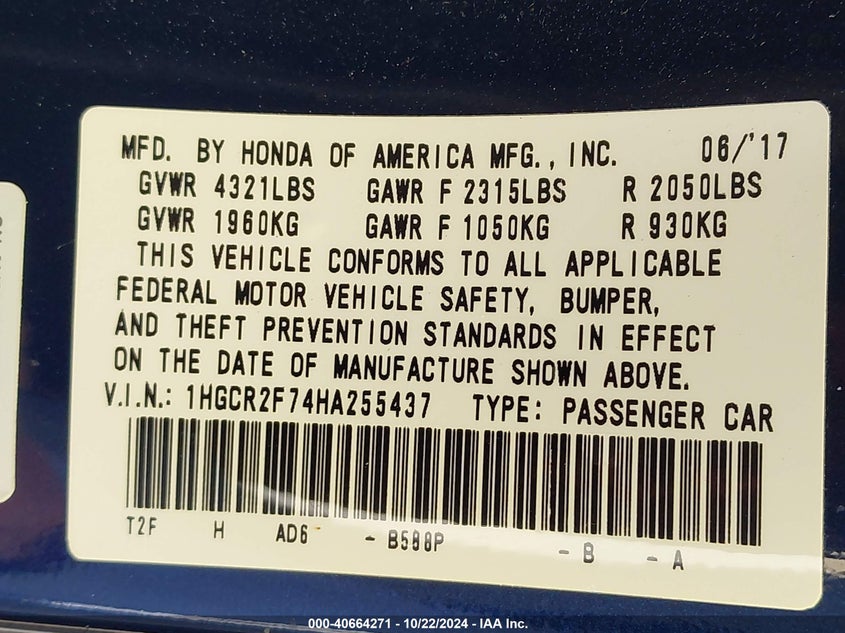 MFD. BY HONDA OF AMERICA MFG., INC. 06/'17
GVWR 4321LBS GAWR F 2315LBS R 2050LBS
GVWR 1960KG GAWR F 1050KG R 930KG
THIS VEHICLE CONFORMS TO ALL APPLICABLE
FEDERAL MOTOR VEHICLE SAFETY, BUMPER,
AND THEFT PREVENTION STANDARDS IN EFFECT
ON THE DATE OF MANUFACTURE SHOWN ABOVE.
V.I.N.: 1HGCR2F74HA255437 TYPE: PASSENGER CAR
T2F H AD6 - B588P - B - A
000-40664271 - 10/22/2024 - IAA Inc.